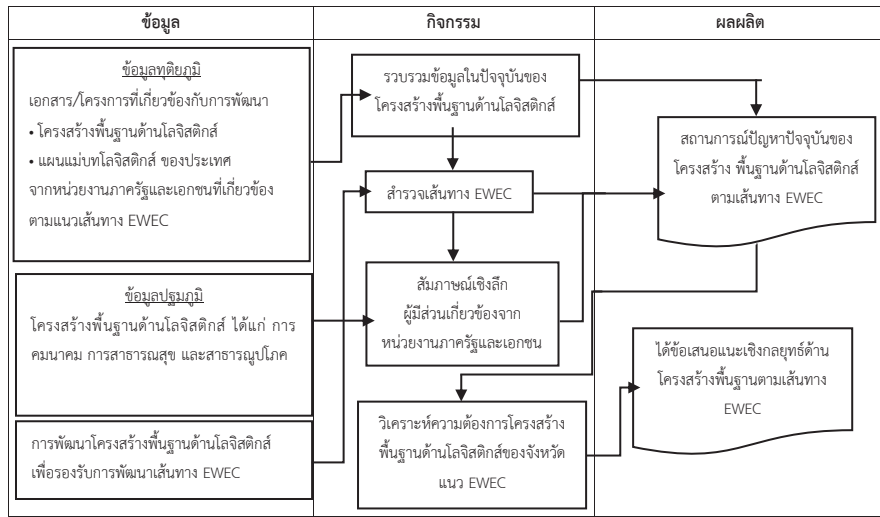 ข้อมูล
กิจกรรม
ผลผลิต
ข้อมูลทุติยภูมิ
เอกสาร/โครงการที่เกี่ยวข้องกับการพัฒนา
• โครงสร้างพื้นฐานด้านโลจิสติกส์
• แผนแม่บทโลจิสติกส์ ของประเทศ
จากหน่วยงานภาครัฐและเอกชนที่เกี่ยวข้อง
ตามแนวเส้นทาง EWEC
ข้อมูลปฐมภูมิ
โครงสร้างพื้นฐานด้านโลจิสติกส์ ได้แก่ การ
คมนาคม การสาธารณสุข และสาธารณูปโภค
การพัฒนาโครงสร้างพื้นฐานด้านโลจิสติกส์
เพื่อรองรับการพัฒนาเส้นทาง EWEC
รวบรวมข้อมูลในปัจจุบันของ
โครงสร้างพื้นฐานด้านโลจิสติกส์
สำรวจเส้นทาง EWEC
สัมภาษณ์เชิงลึก
ผู้มีส่วนเกี่ยวข้องจาก
หน่วยงานภาครัฐและเอกชน
วิเคราะห์ความต้องการโครงสร้าง
พื้นฐานด้านโลจิสติกส์ของจังหวัด
แนว EWEC
สถานการณ์ปัญหาปัจจุบันของ
โครงสร้าง พื้นฐานด้านโลจิสติกส์
ตามเส้นทาง EWEC
ได้ข้อเสนอแนะเชิงกลยุทธ์ด้าน
โครงสร้างพื้นฐานตามเส้นทาง
EWEC